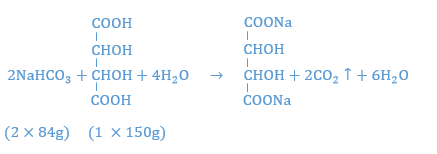 COOH COONa
| |
CHOH CHOH
| |
2NaHCO₃ + CHOH + 4H₂O → CHOH + 2CO₂ ↑ + 6H₂O
| |
COOH COONa
(2 × 84g) (1 × 150g)